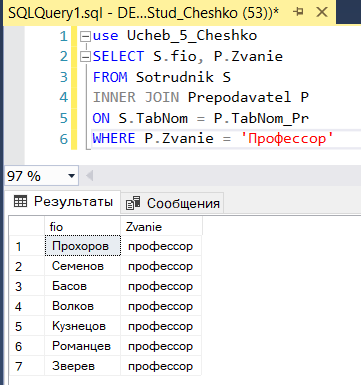 SQLQuery1.sql - DE...Stud_Cheshko (53))*
1 use Ucheb_5_Cheshko
2 SELECT S.fio, P.Zvanie
3 FROM Sotrudnik S
4 INNER JOIN Prepodavatel P
5 ON S.TabNom = P.TabNom_Pr
6 WHERE P.Zvanie = 'Профессор'
97 %
Результаты Сообщения
fio Zvanie
1 Прохоров профессор
2 Семенов профессор
3 Басов профессор
4 Волков профессор
5 Кузнецов профессор
6 Романцев профессор
7 Зверев профессор